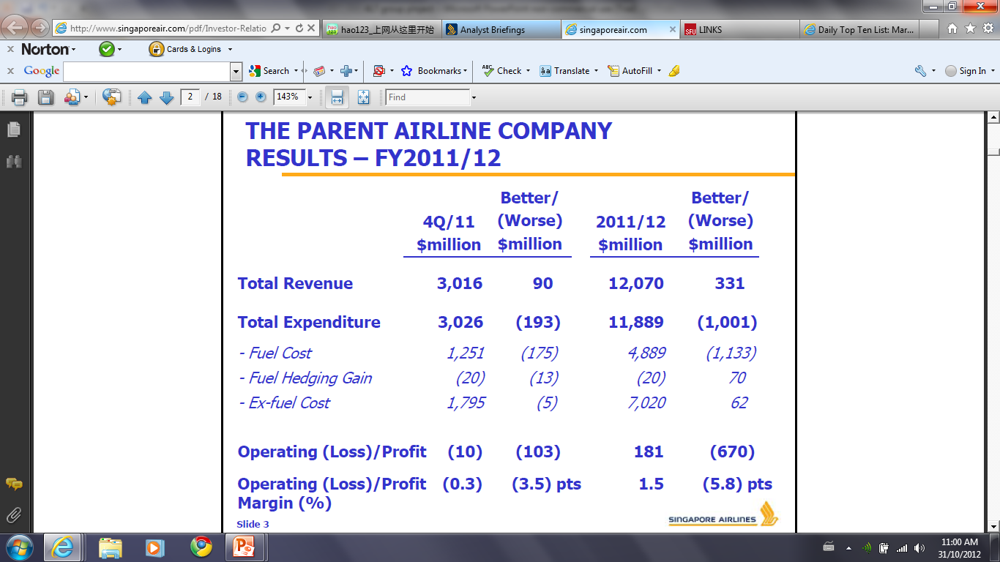 http://www.singaporeair.com/pdf/Investor-Relatio
hao123_上网从这里开始
Analyst Briefings
singaporeair.com
SFU LINKS
Daily Top Ten List: Mar...
x Norton
Cards & Logins
x Google
Search
Bookmarks
ABC Check
Translate
AutoFill
Sign In
2 / 18
143%
Find
THE PARENT AIRLINE COMPANY
RESULTS – FY2011/12
Better/ Better/
4Q/11 (Worse) 2011/12 (Worse)
$million $million $million $million
Total Revenue 3,016 90 12,070 331
Total Expenditure 3,026 (193) 11,889 (1,001)
- Fuel Cost 1,251 (175) 4,889 (1,133)
- Fuel Hedging Gain (20) (13) (20) 70
- Ex-fuel Cost 1,795 (5) 7,020 62
Operating (Loss)/Profit (10) (103) 181 (670)
Operating (Loss)/Profit (0.3) (3.5) pts 1.5 (5.8) pts
Margin (%)
Slide 3
SINGAPORE AIRLINES
11:00 AM
31/10/2012